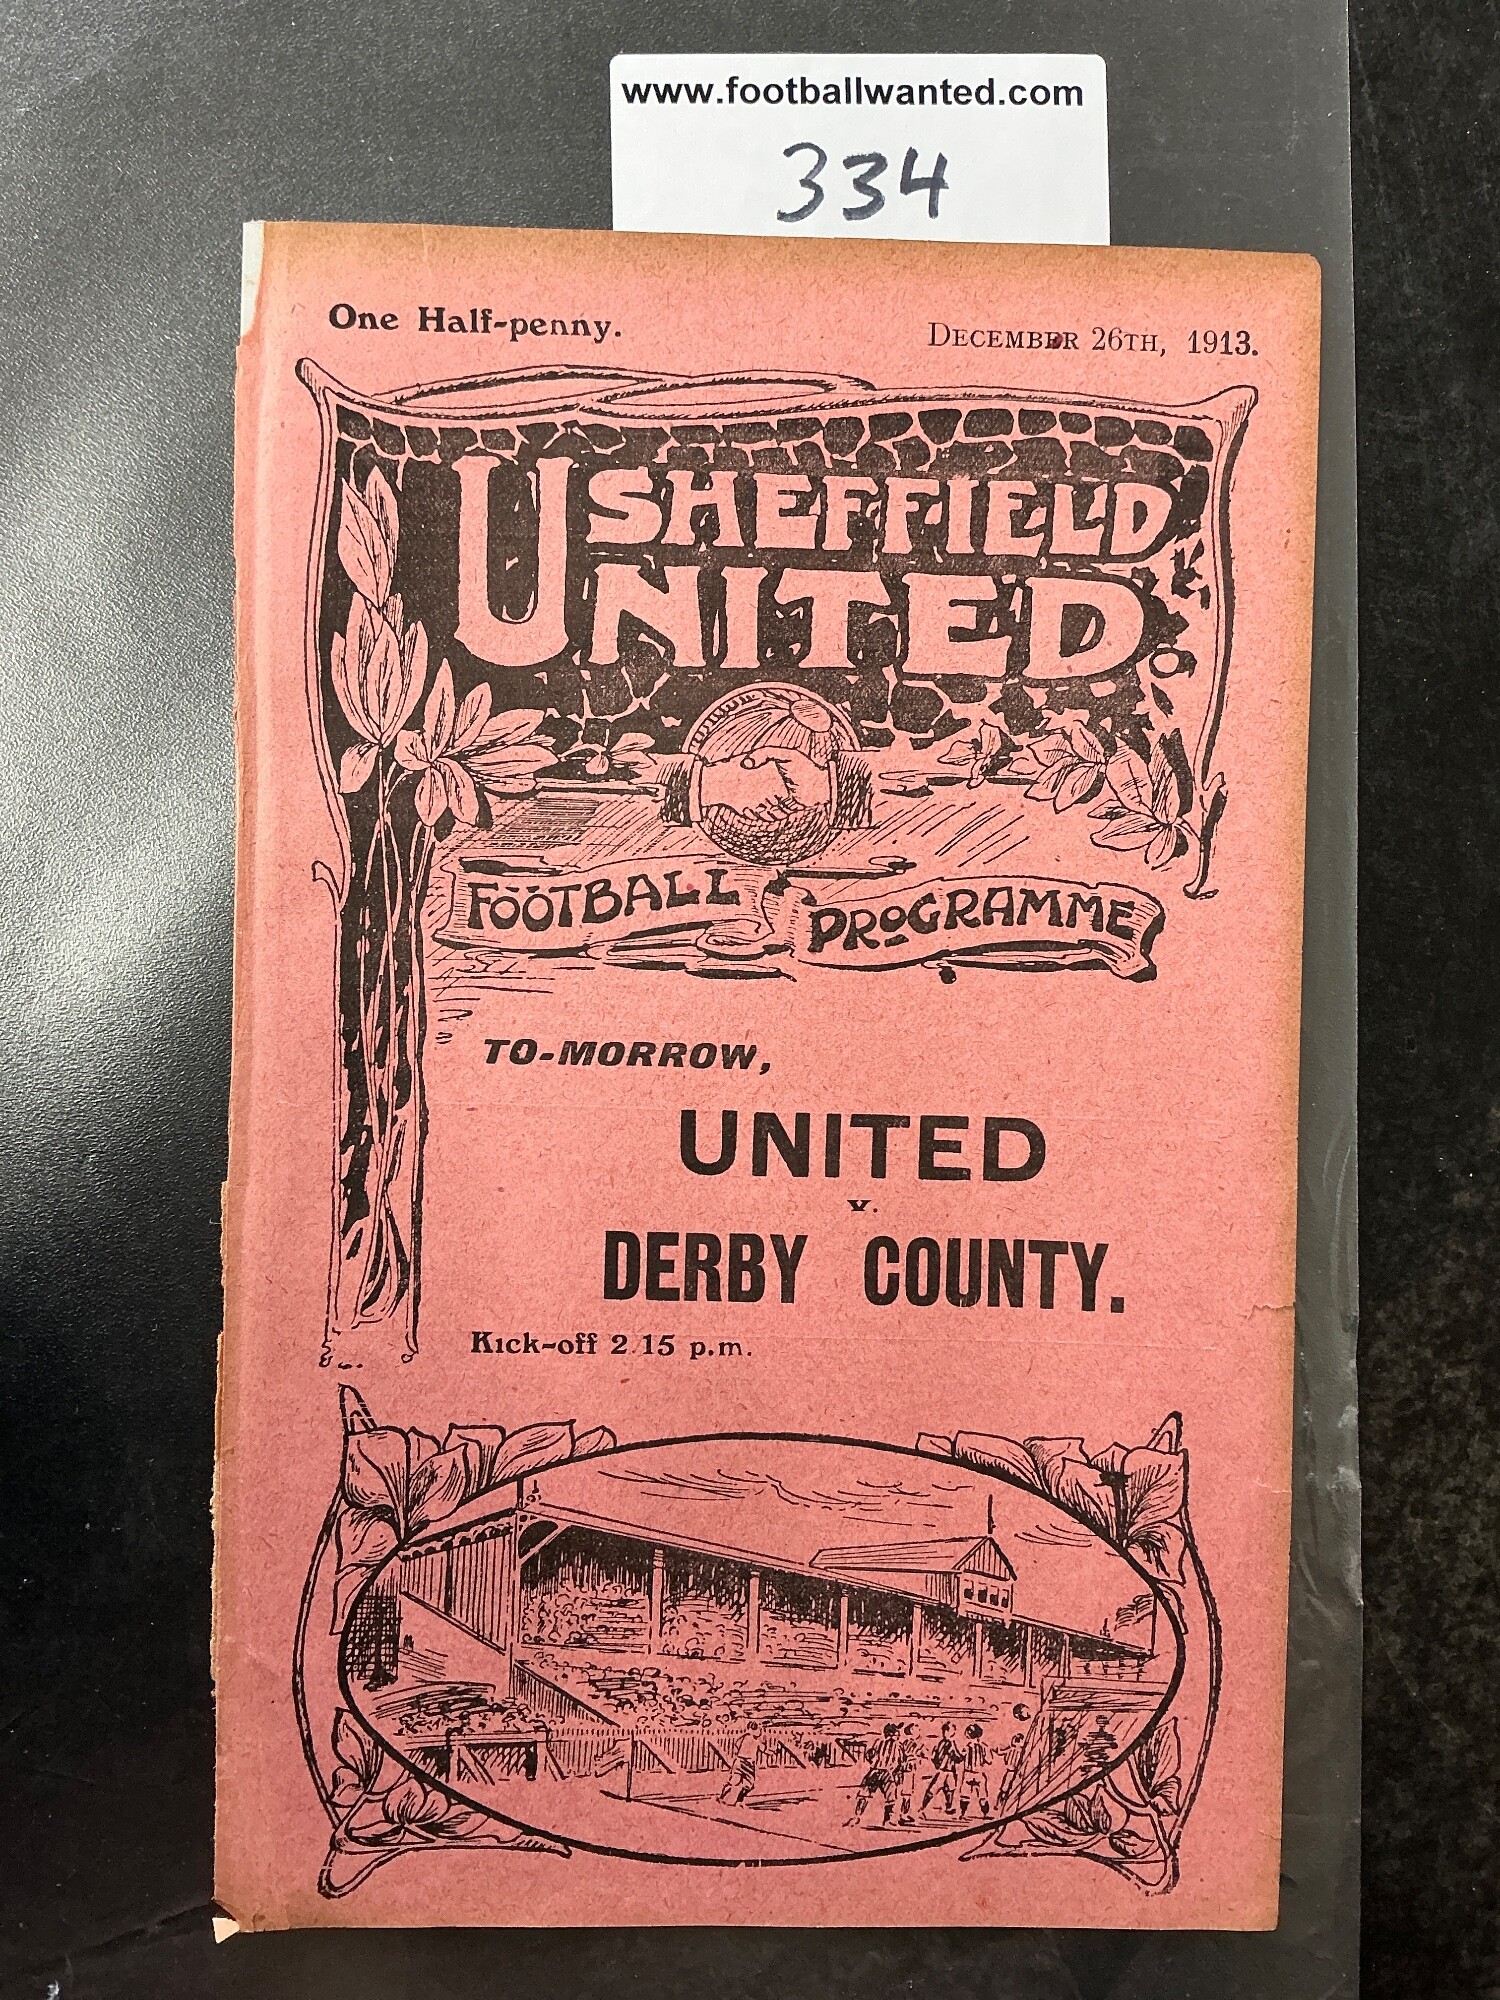 www.footballwanted.com
334
One Half-penny.
DECEMBER 26TH, 1913.
SHEFFIELD
UNITED
FOOTBALL PROGRAMME
TO-MORROW,
UNITED
v.
DERBY COUNTY.
Kick-off 2.15 p.m.